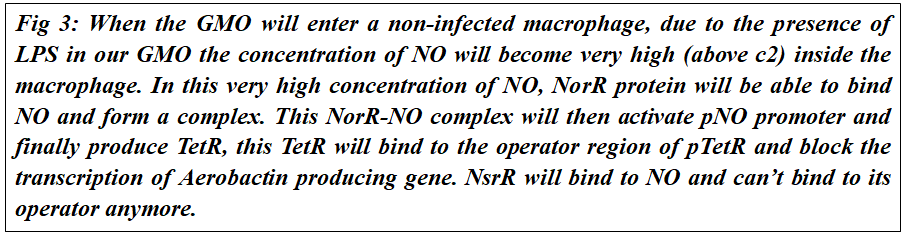 Fig 3: When the GMO will enter a non-infected macrophage, due to the presence of
LPS in our GMO the concentration of NO will become very high (above c2) inside the
macrophage. In this very high concentration of NO, NorR protein will be able to bind
NO and form a complex. This NorR-NO complex will then activate pNO promoter and
finally produce TetR, this TetR will bind to the operator region of pTetR and block the
transcription of Aerobactin producing gene. NsrR will bind to NO and can't bind to its
operator anymore.